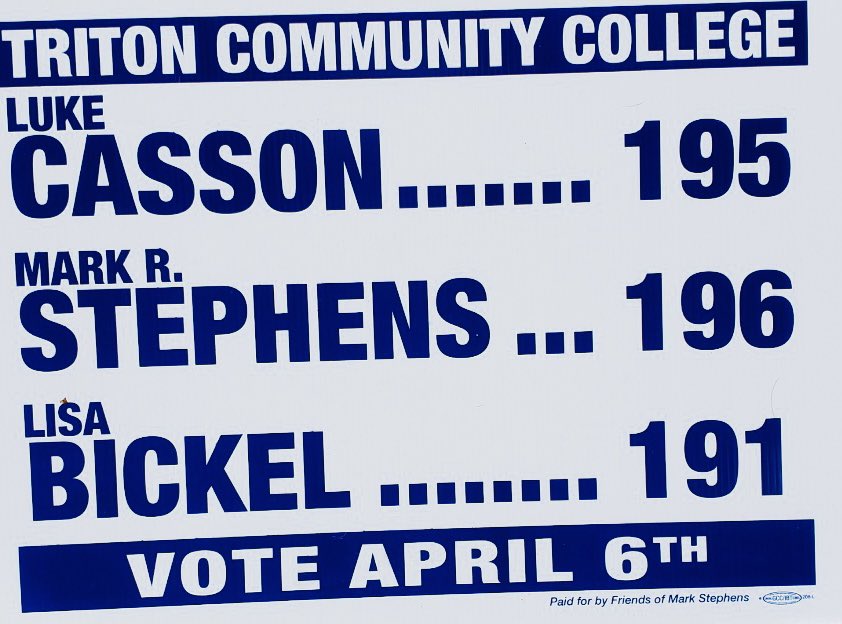 TRITON COMMUNITY COLLEGE
LUKE
CASSON....... 195
MARK R.
STEPHENS ... 196
LISA
BICKEL ........ 191
VOTE APRIL 6TH
Paid for by Friends of Mark Stephens